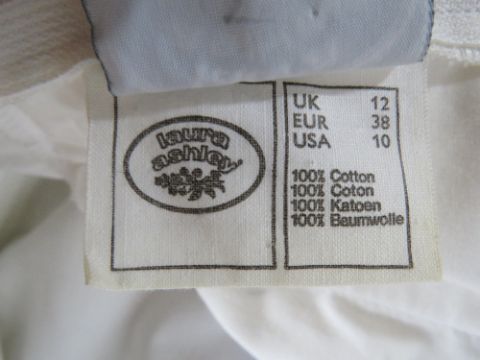 laura
ashley
UK 12
EUR 38
USA 10
100% Cotton
100% Coton
100% Katoen
100% Baumwolle